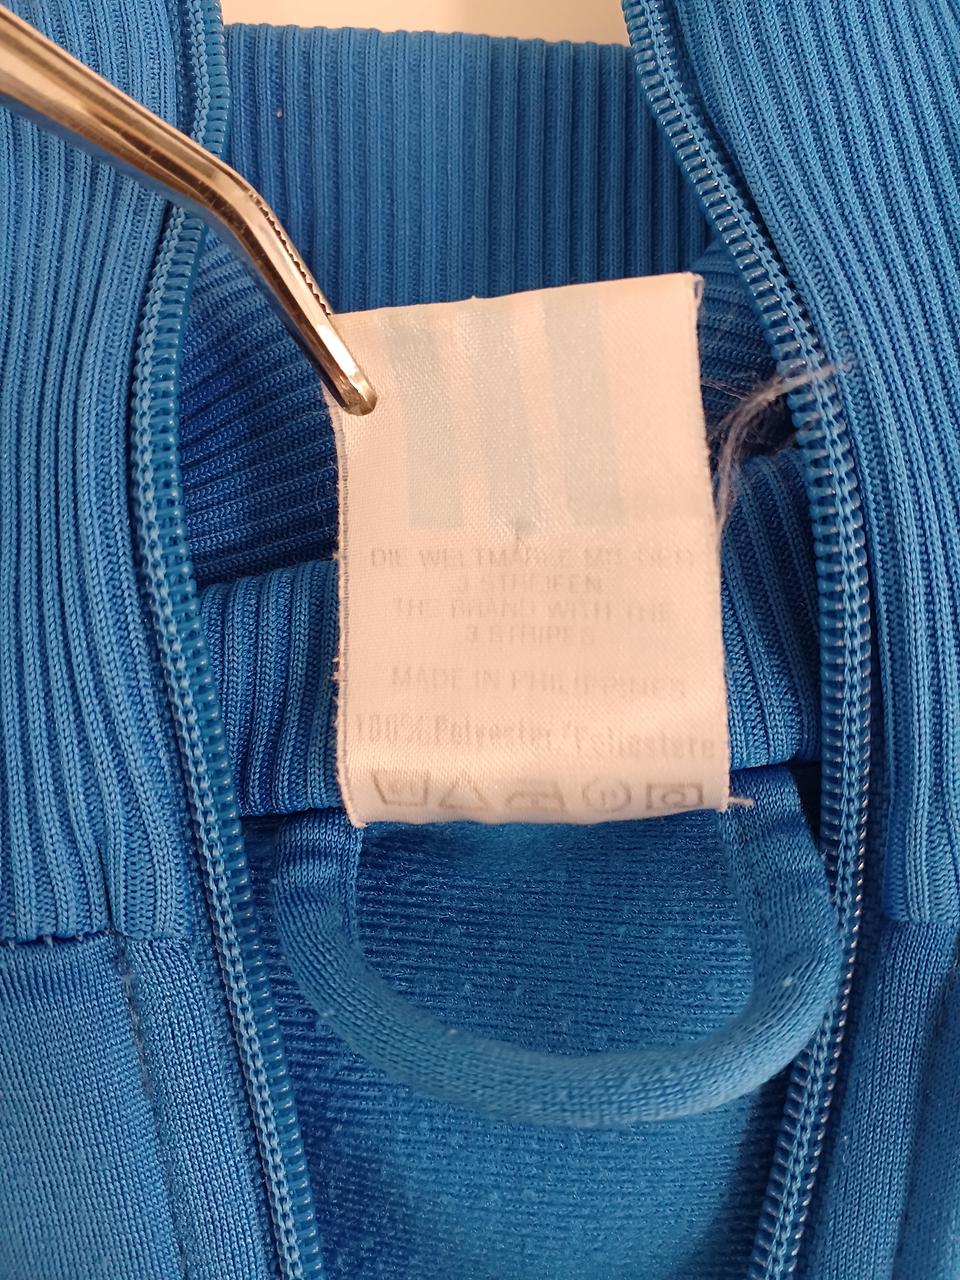 DIE WELTMARKE MIT DEN
3 STREIFEN
THE BRAND WITH THE
3 STRIPES
MADE IN PHILIPPINES
100% Polyester/Poliestere